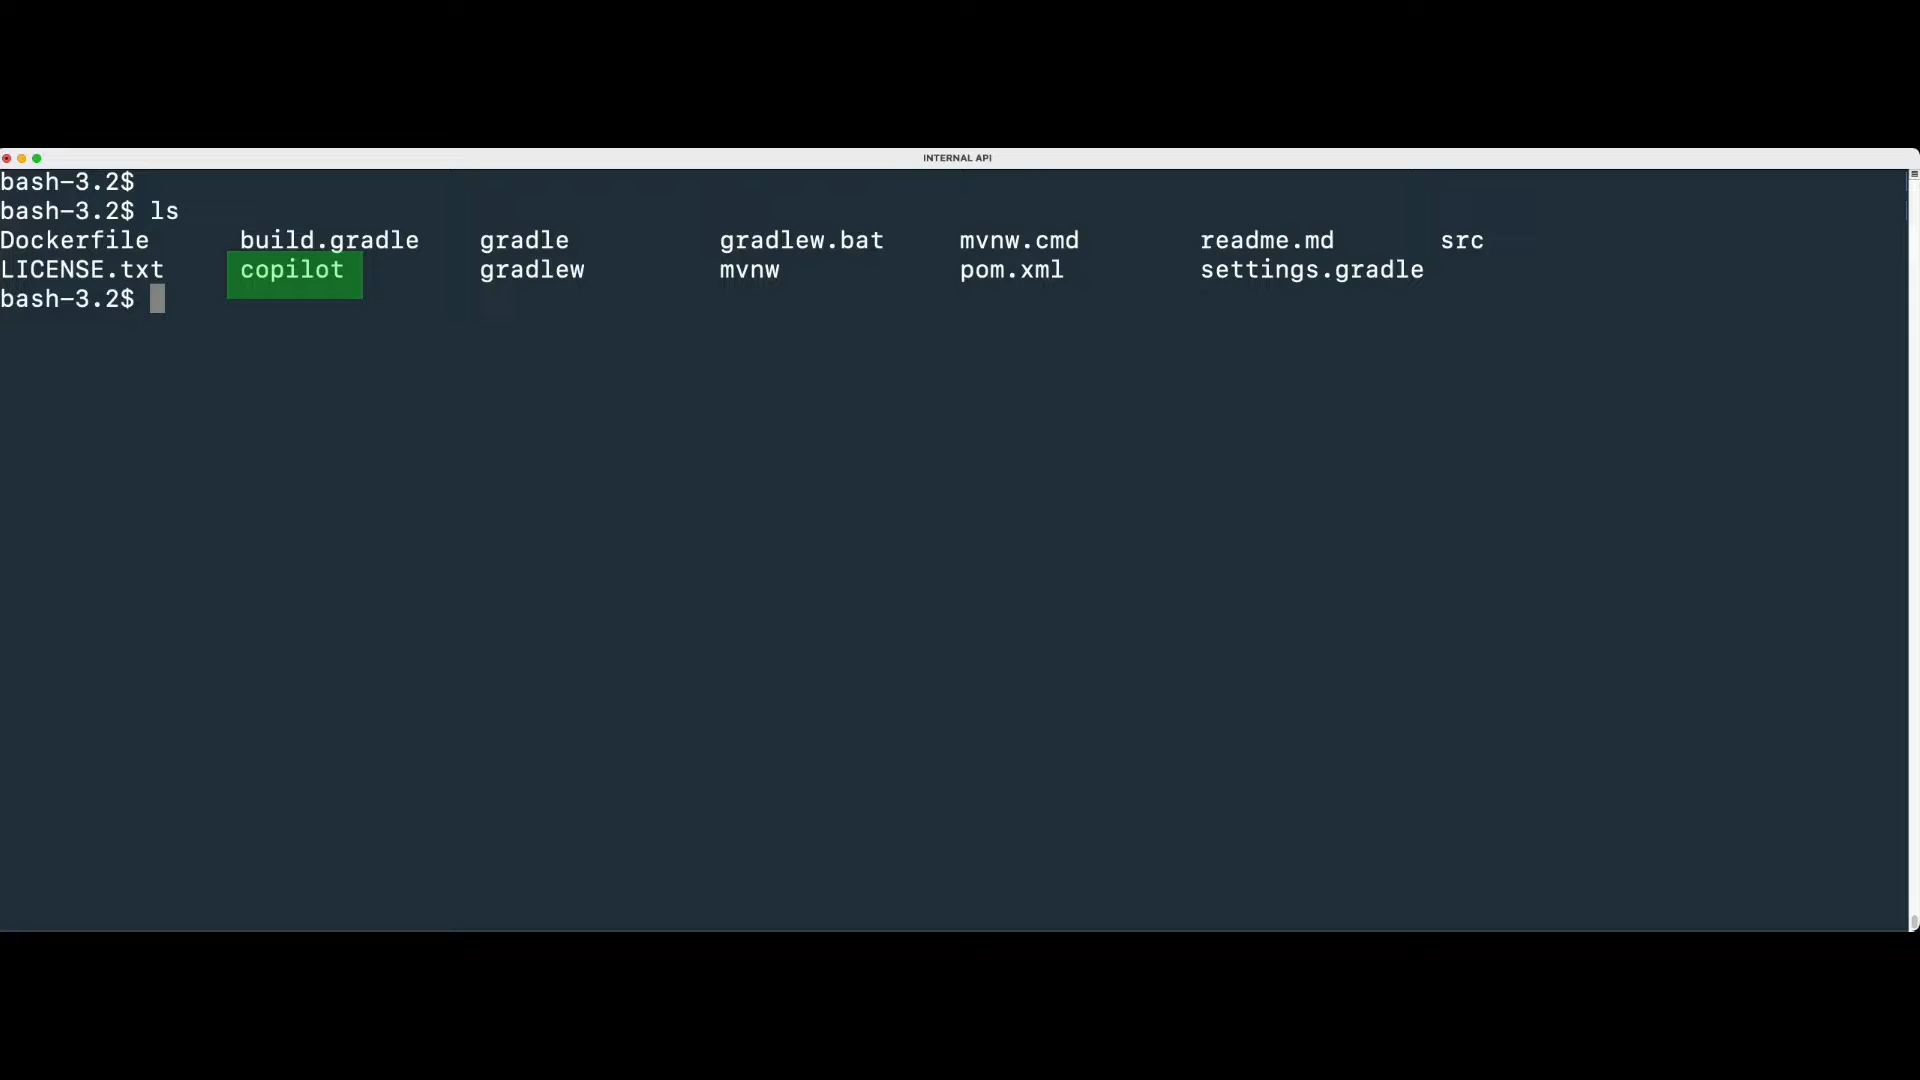 INTERNAL API
bash-3.2$
bash-3.2$ ls
Dockerfile build.gradle gradle gradlew.bat mvnw.cmd readme.md src
LICENSE.txt copilot gradlew mvnw pom.xml settings.gradle
bash-3.2$